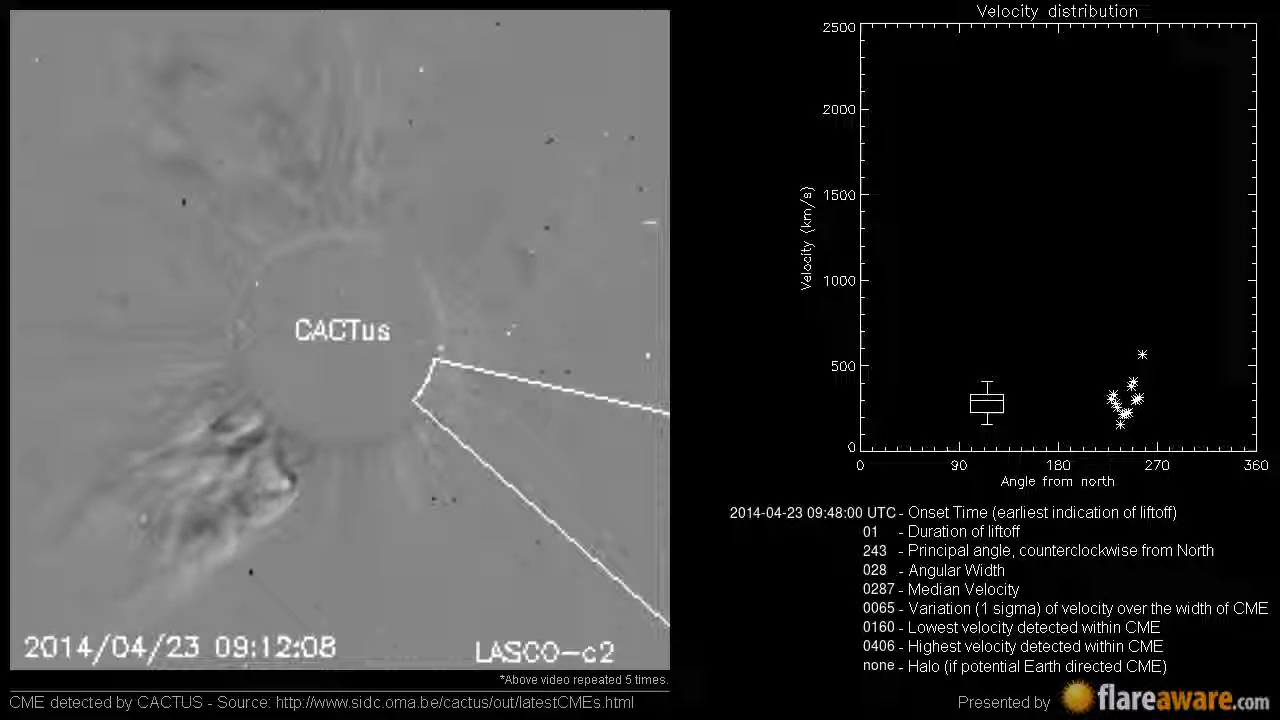 Velocity distribution
2500
2000
1500
1000
500
0
Velocity (km/s)
0 90 180 270 360
Angle from north
CACTus
2014/04/23 09:12:08
LASCO-c2
*Above video repeated 5 times.
2014-04-23 09:48:00 UTC - Onset Time (earliest indication of liftoff)
01 - Duration of liftoff
243 - Principal angle, counterclockwise from North
028 - Angular Width
0287 - Median Velocity
0065 - Variation (1 sigma) of velocity over the width of CME
0160 - Lowest velocity detected within CME
0406 - Highest velocity detected within CME
none - Halo (if potential Earth directed CME)
CME detected by CACTUS - Source: http://www.sidc.oma.be/cactus/out/latestCMEs.html
Presented by flareaware.com